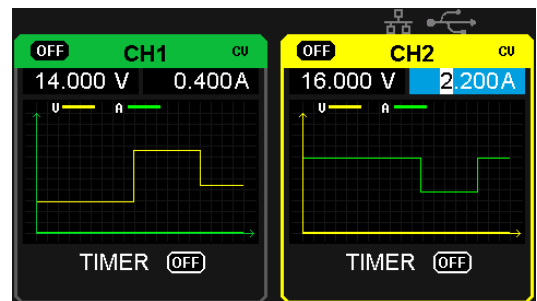 OFF CH1 CV
14.000 V 0.400A
V A
TIMER OFF
OFF CH2 CV
16.000 V 2.200A
V A
TIMER OFF